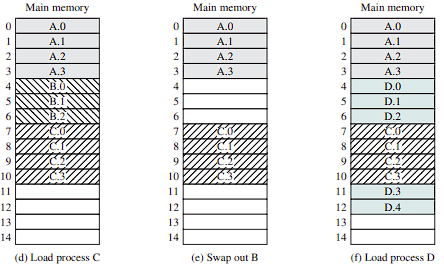 Main memory Main memory Main memory
0 A.0 0 A.0 0 A.0
1 A.1 1 A.1 1 A.1
2 A.2 2 A.2 2 A.2
3 A.3 3 A.3 3 A.3
4 B.0 4 4 D.0
5 B.1 5 5 D.1
6 B.2 6 6 D.2
7 C.0 7 C.0 7 C.0
8 C.1 8 C.1 8 C.1
9 C.2 9 C.2 9 C.2
10 C.3 10 C.3 10 C.3
11 11 11 D.3
12 12 12 D.4
13 13 13
14 14 14
(d) Load process C (e) Swap out B (f) Load process D